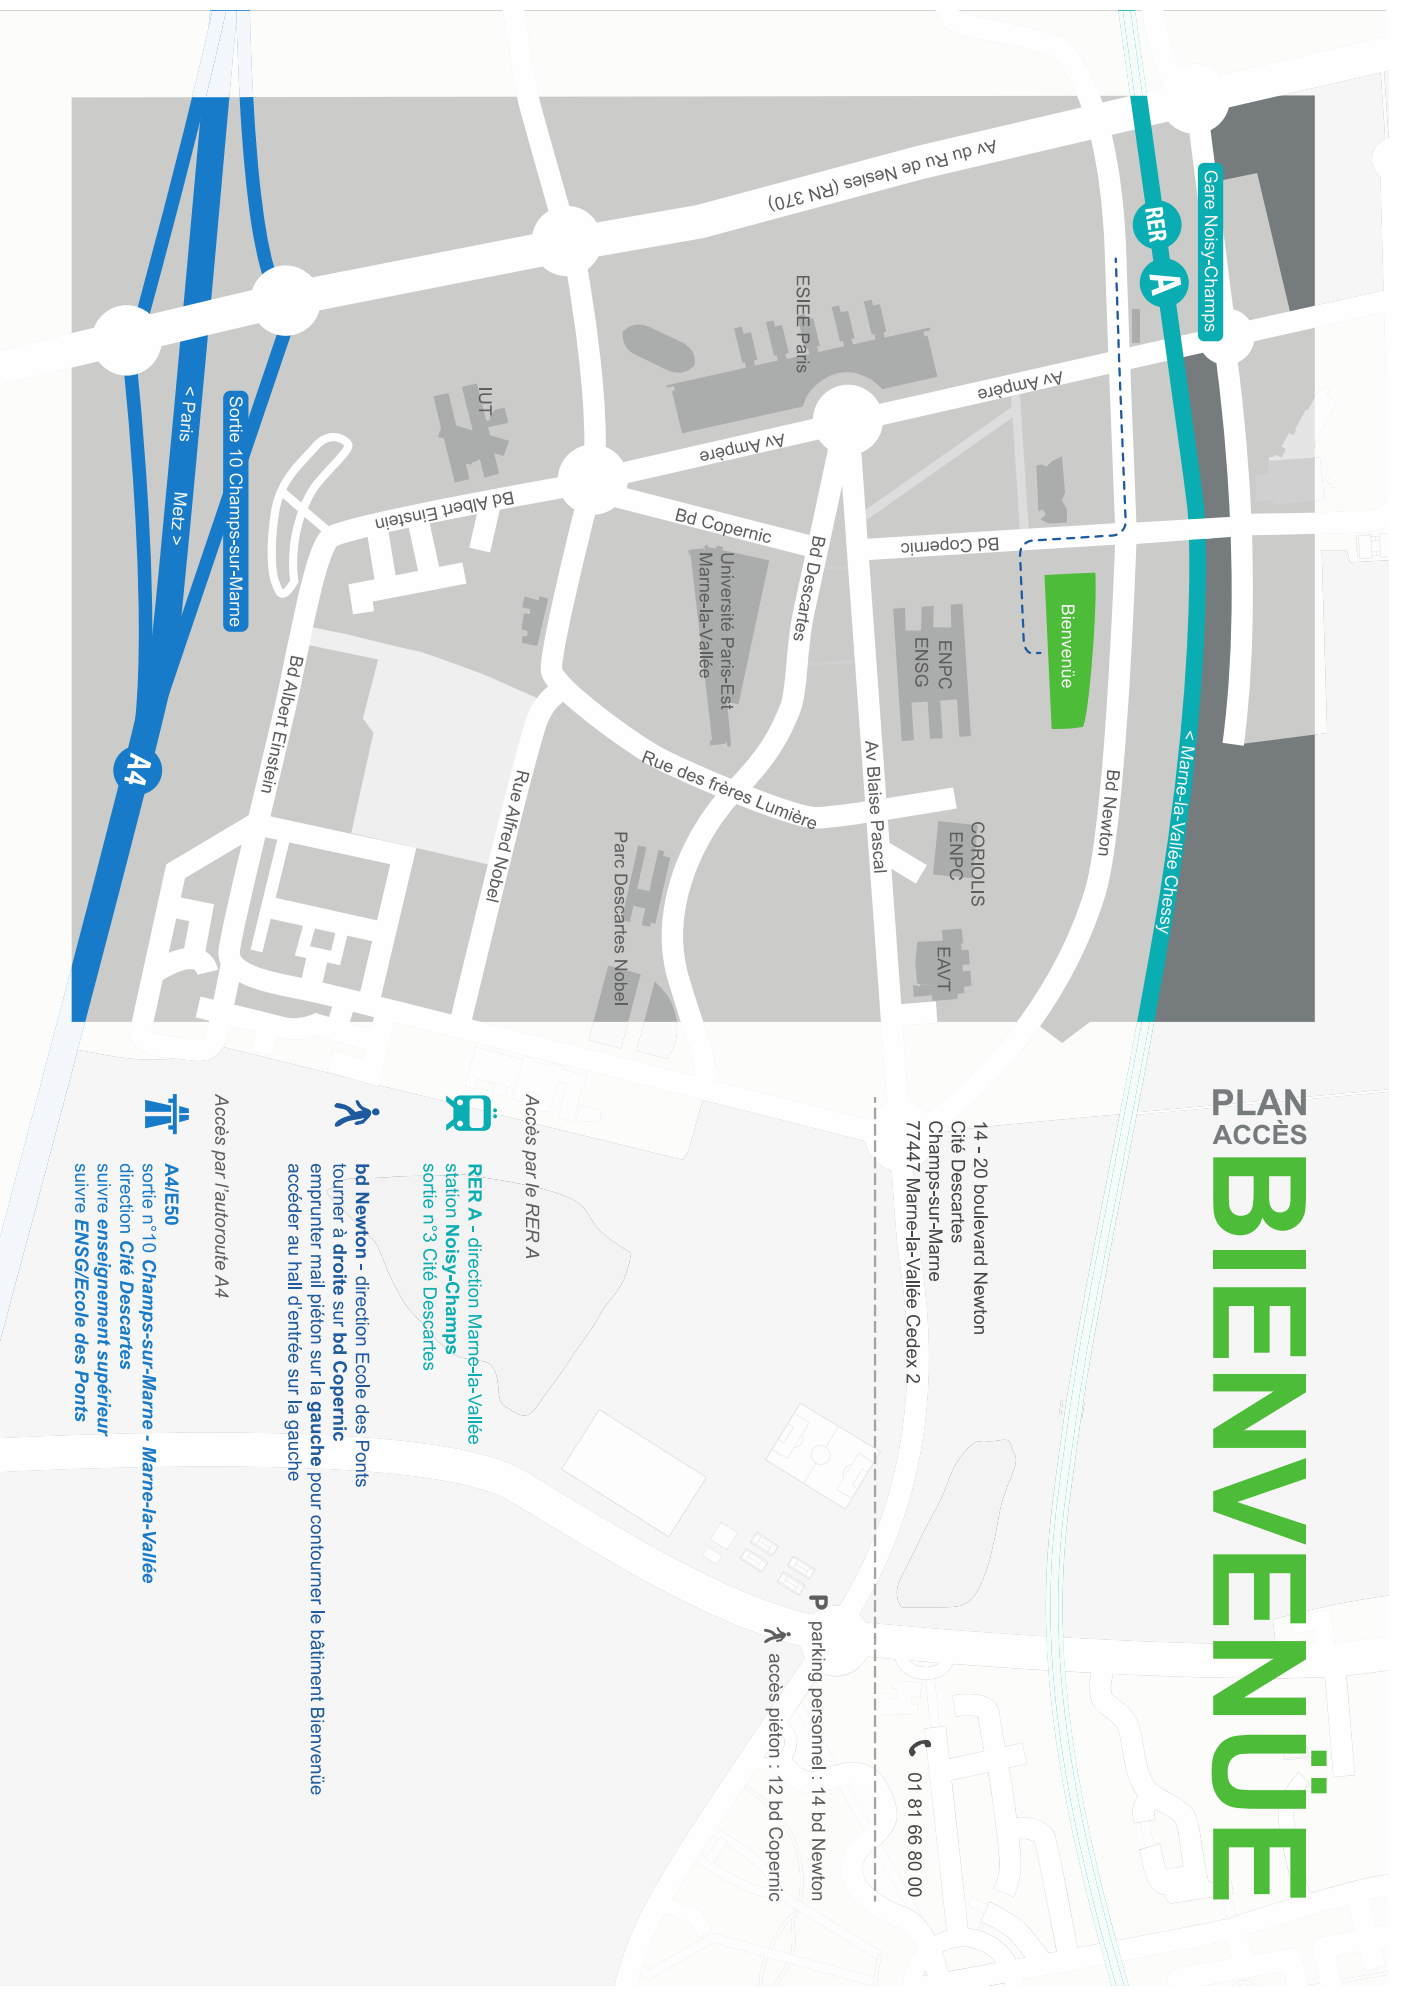 PLAN
ACCÈS
BIENVENÜE
14 - 20 boulevard Newton
Cité Descartes
Champs-sur-Marne
77447 Marne-la-Vallée Cedex 2
01 81 66 80 00
P parking personnel : 14 bd Newton
accès piéton : 12 bd Copernic
Accès par le RER A
RER A - direction Marne-la-Vallée
station Noisy-Champs
sortie n°3 Cité Descartes
bd Newton - direction Ecole des Ponts
tourner à droite sur bd Copernic
emprunter mail piéton sur la gauche pour contourner le bâtiment Bienvenüe
accéder au hall d'entrée sur la gauche
Accès par l'autoroute A4
A4/E50
sortie n°10 Champs-sur-Marne - Marne-la-Vallée
direction Cité Descartes
suivre enseignement supérieur
suivre ENSG/Ecole des Ponts
Gare Noisy-Champs
RER
A
< Marne-la-Vallée Chessy
Av du Ru de Nesles (RN 370)
Av Ampère
Bd Newton
Bienvenüe
Bd Copernic
ENPC
ENSG
CORIOLIS
ENPC
EAVT
Av Blaise Pascal
ESIEE Paris
Av Ampère
Bd Descartes
Bd Copernic
Université Paris-Est
Marne-la-Vallée
Rue des frères Lumière
Parc Descartes Nobel
IUT
Bd Albert Einstein
Rue Alfred Nobel
Bd Albert Einstein
Sortie 10 Champs-sur-Marne
< Paris
Metz >
A4